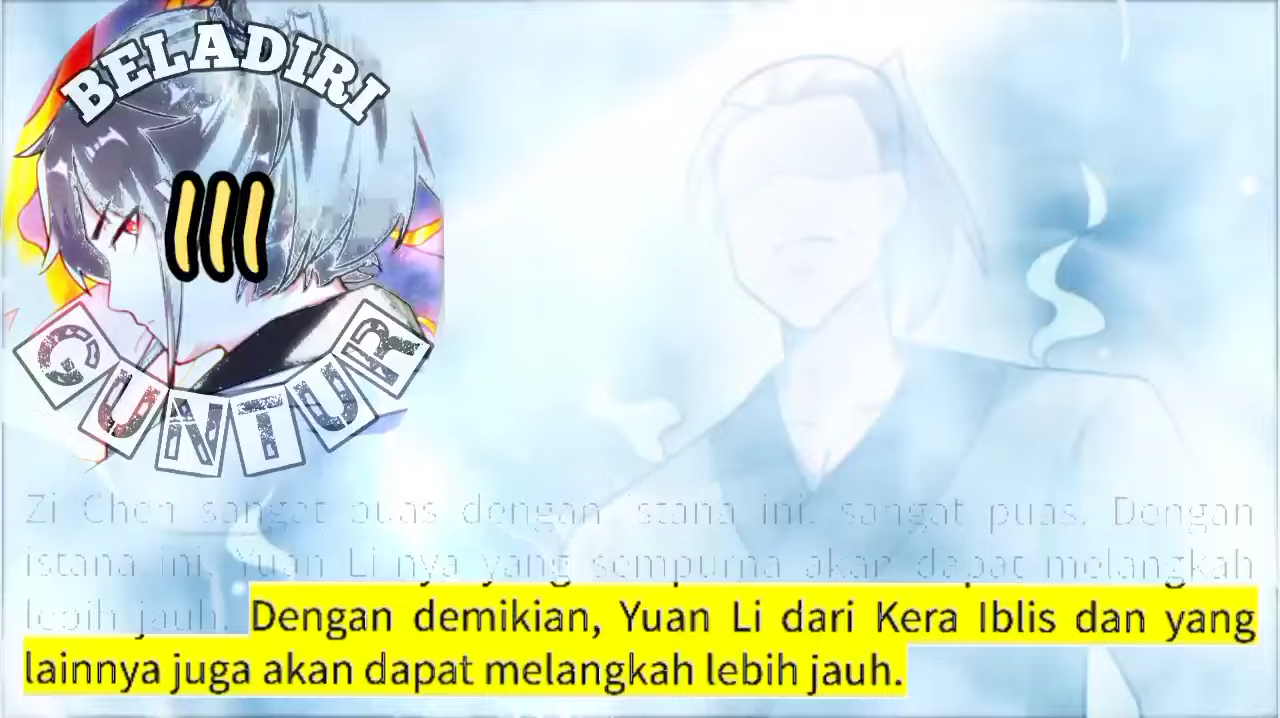 BELADIRI
III
GUNTUR
Zi Chen sangat puas dengan istana ini. sangat puas. Dengan
istana ini, Yuan Li-nya yang sempurna akan dapat melangkah
lebih jauh. Dengan demikian, Yuan Li dari Kera Iblis dan yang
lainnya juga akan dapat melangkah lebih jauh.